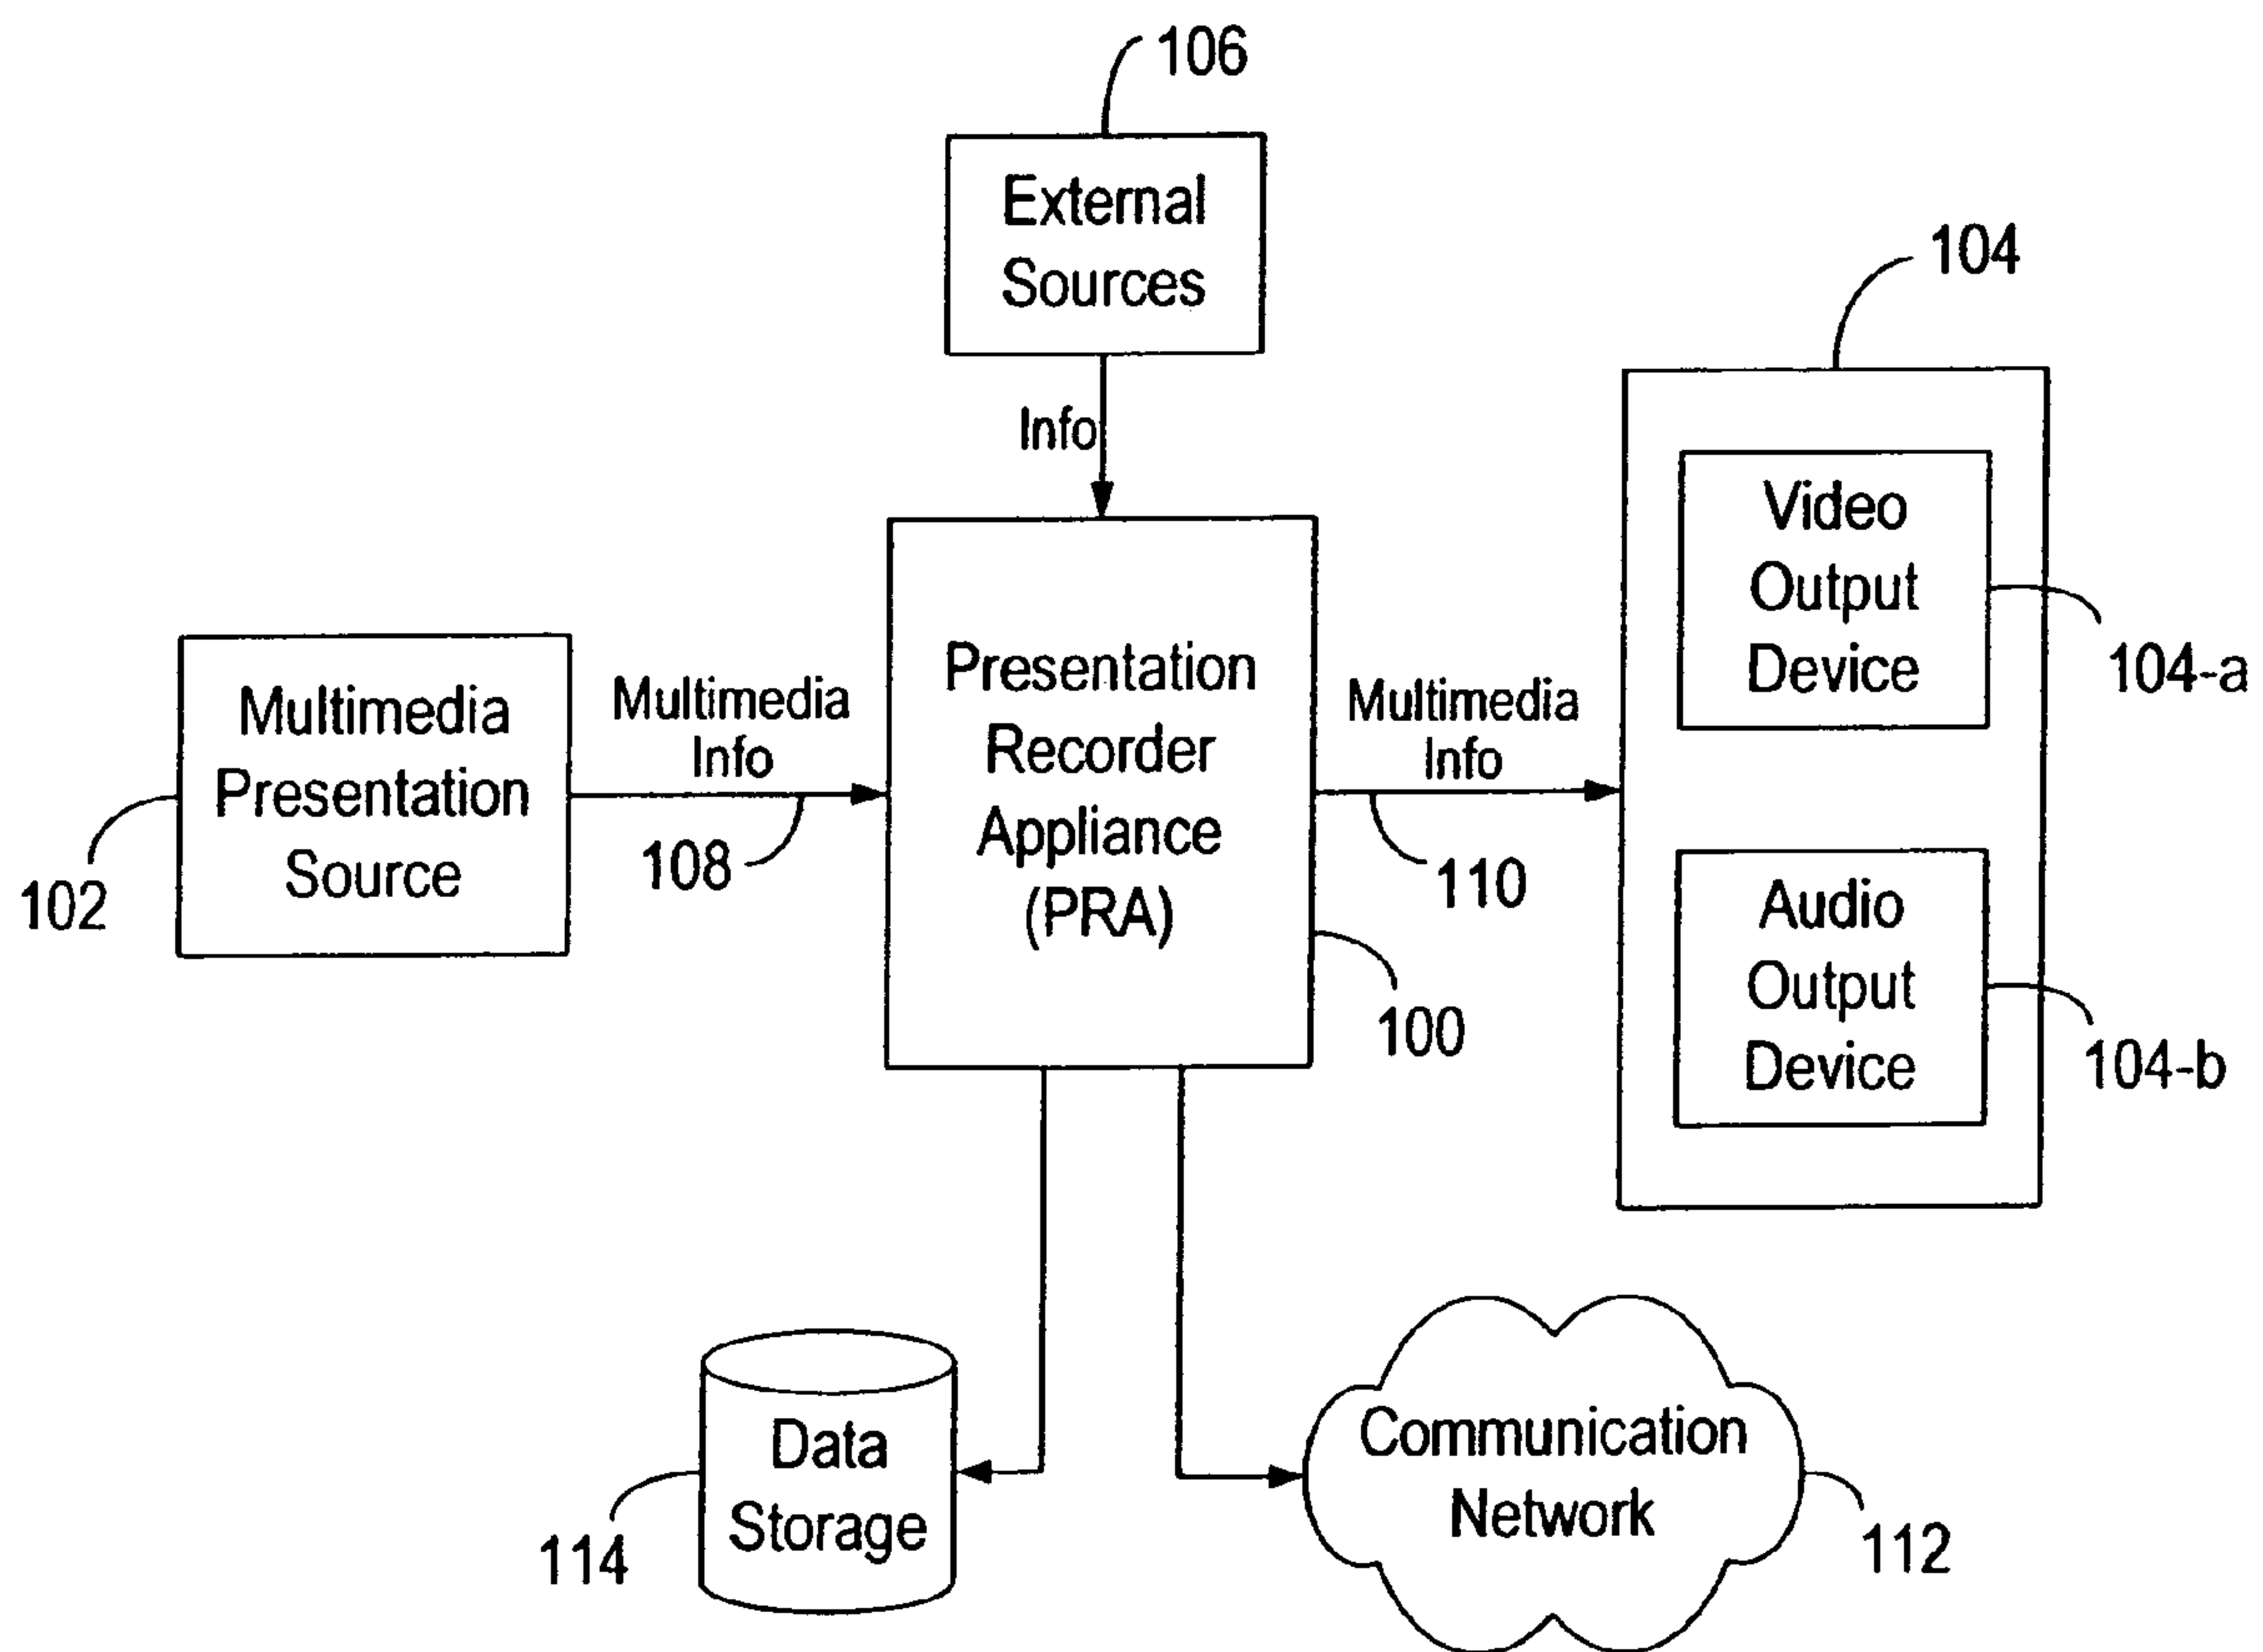 106
External
Sources
Info
104
Video
Output
Device
104-a
Audio
Output
Device
104-b
Multimedia
Presentation
Source
102
Multimedia
Info
108
Presentation
Recorder
Appliance
(PRA)
100
Multimedia
Info
110
Data
Storage
114
Communication
Network
112